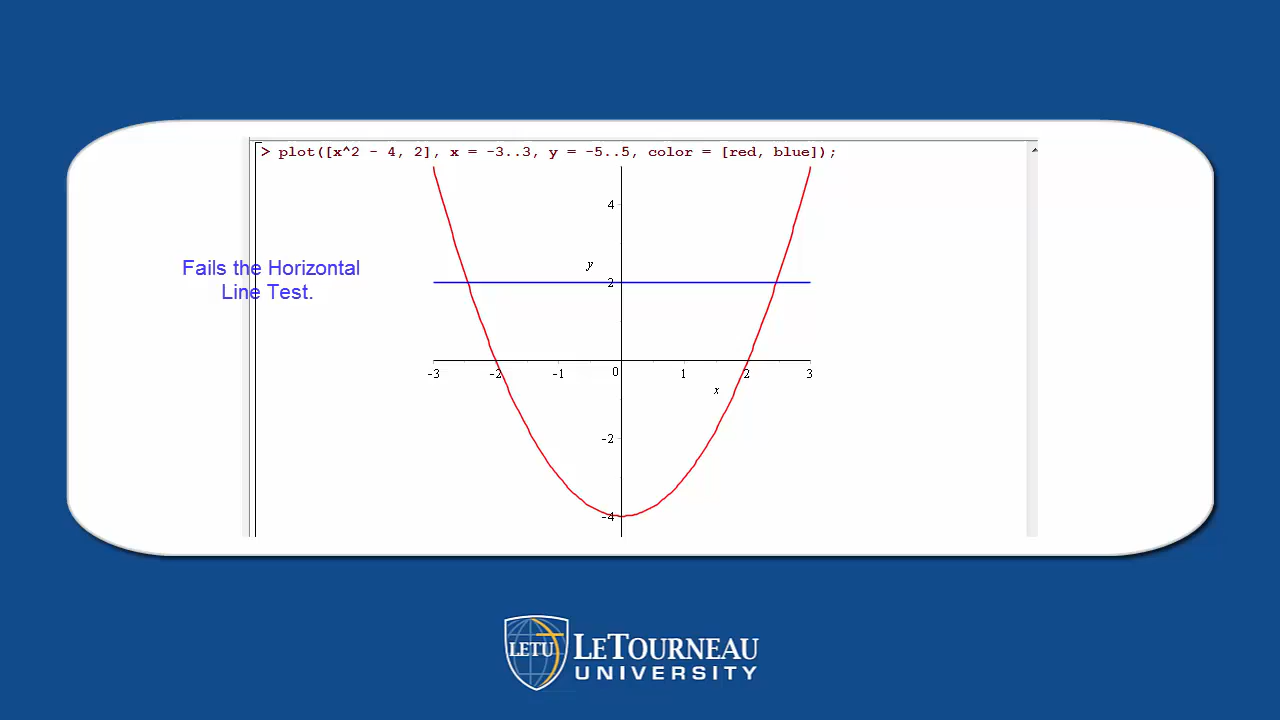 > plot([x^2 - 4, 2], x = -3..3, y = -5..5, color = [red, blue]);
4
y
Fails the Horizontal
Line Test.
2
-3 -2 -1 0 1 2 3
x
-2
-4
LETU LETOURNEAU
UNIVERSITY